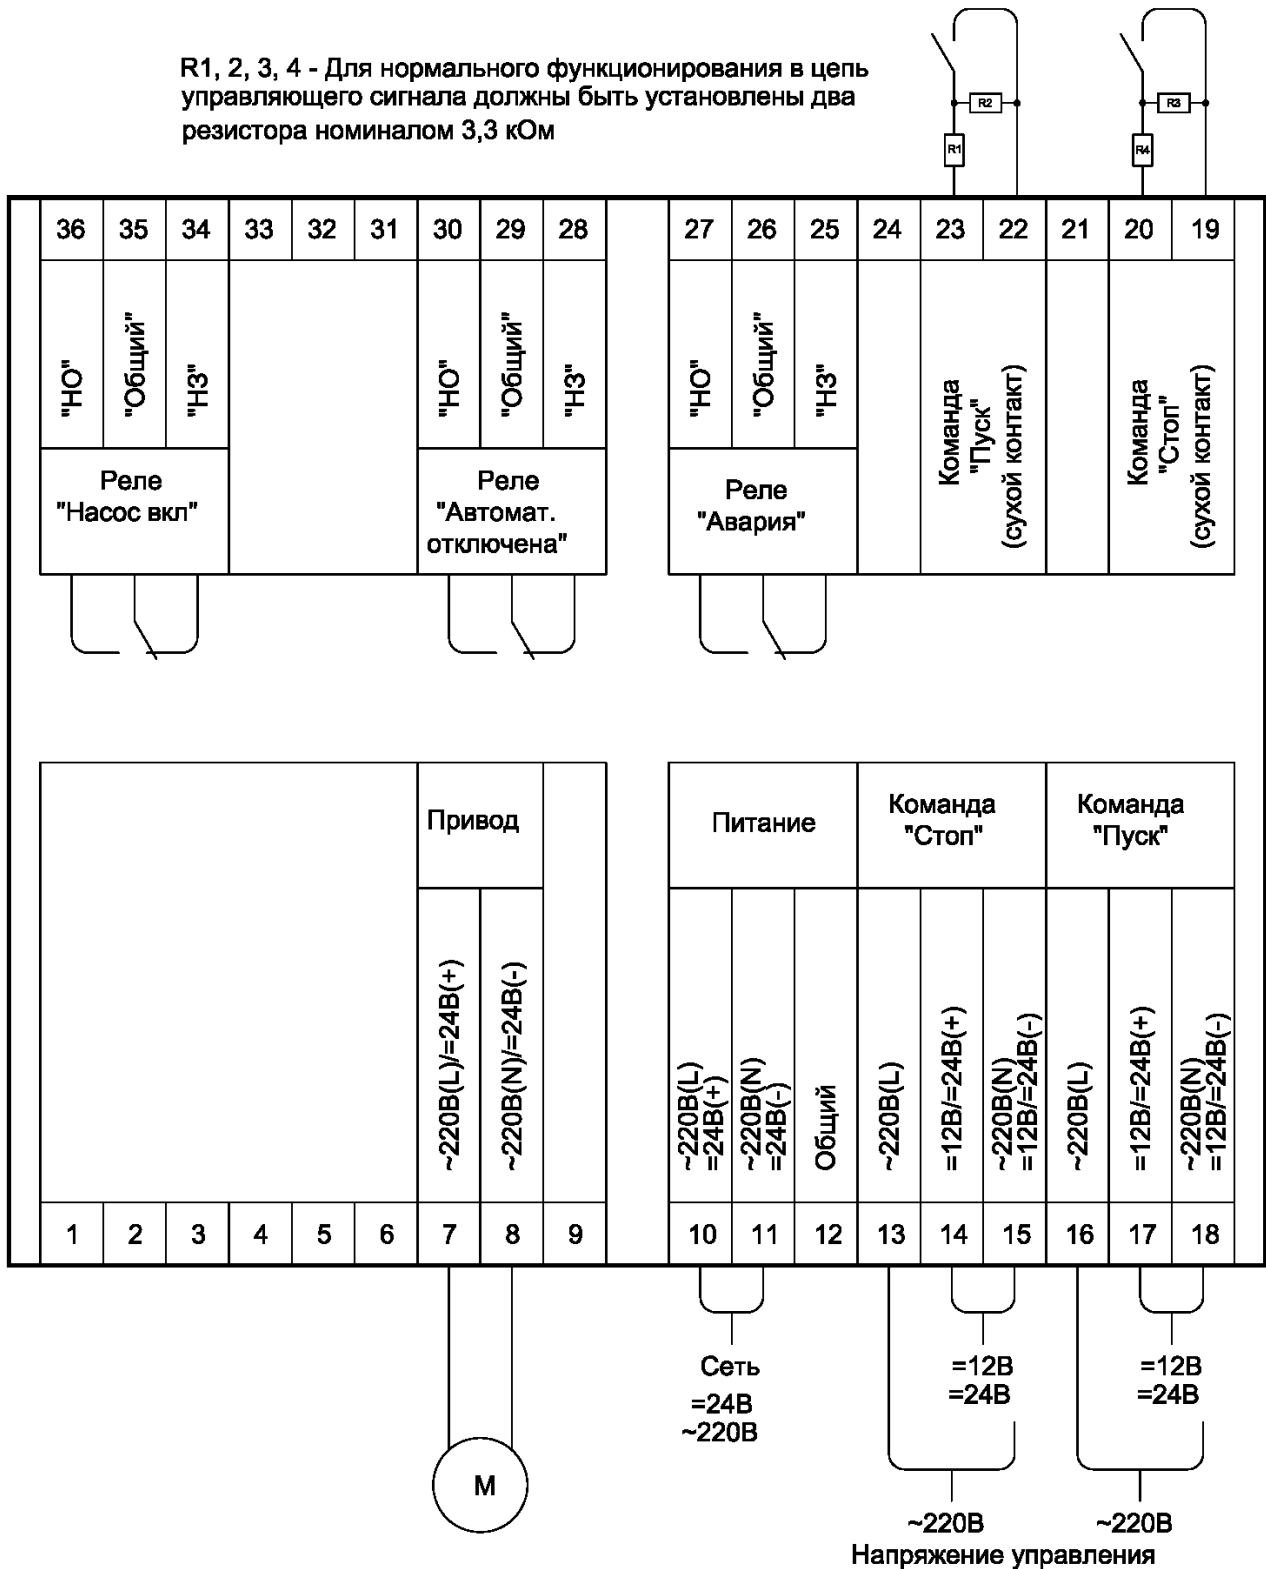 R1, 2, 3, 4 - Для нормального функционирования в цепь
управляющего сигнала должны быть установлены два
резистора номиналом 3,3 кОм
R2
R1
R3
R4
36 35 34 33 32 31 30 29 28 27 26 25 24 23 22 21 20 19
"НО"
"Общий"
"НЗ"
Реле
"Насос вкл"
"НО"
"Общий"
"НЗ"
Реле
"Автомат.
отключена"
"НО"
"Общий"
"НЗ"
Реле
"Авария"
Команда
"Пуск"
(сухой контакт)
Команда
"Стоп"
(сухой контакт)
Привод
~220В(L)/=24В(+)
~220В(N)/=24В(-)
Питание
~220В(L)
=24В(+)
~220В(N)
=24В(-)
Общий
Команда
"Стоп"
~220В(L)
=12В/=24В(+)
~220В(N)
=12В/=24В(-)
Команда
"Пуск"
~220В(L)
=12В/=24В(+)
~220В(N)
=12В/=24В(-)
1 2 3 4 5 6 7 8 9 10 11 12 13 14 15 16 17 18
М
Сеть
=24В
~220В
=12В
=24В
~220В
=12В
=24В
~220В
Напряжение управления